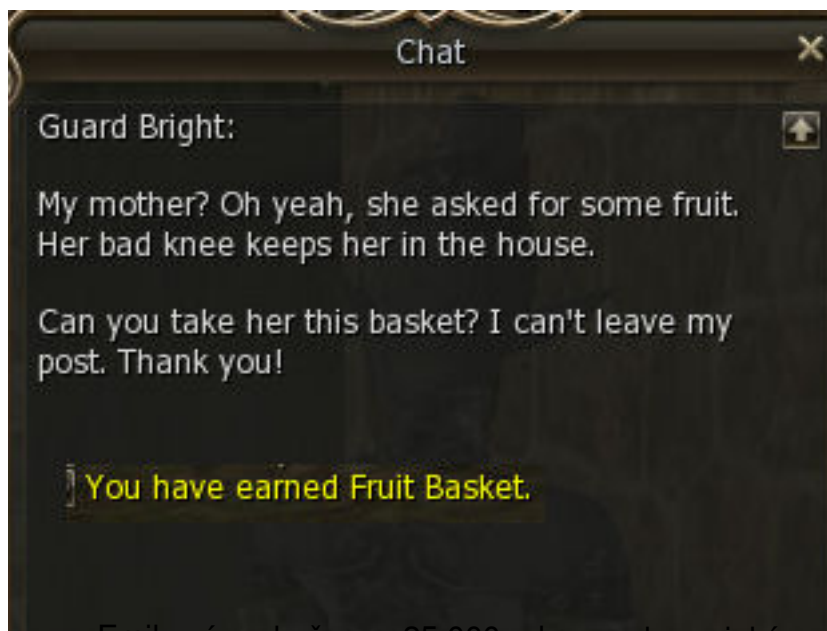 Chat
Guard Bright:
My mother? Oh yeah, she asked for some fruit.
Her bad knee keeps her in the house.
Can you take her this basket? I can't leave my
post. Thank you!
You have earned Fruit Basket.